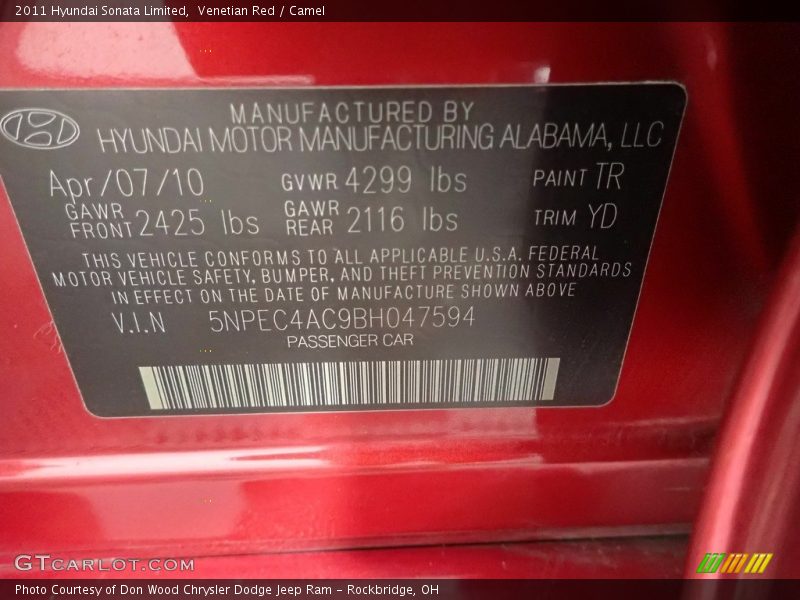 2011 Hyundai Sonata Limited,  Venetian Red / Camel
MANUFACTURED BY
HYUNDAI MOTOR MANUFACTURING ALABAMA, LLC
Apr/07/10 GVWR 4299 lbs PAINT TR
GAWR FRONT 2425 lbs GAWR REAR 2116 lbs TRIM YD
THIS VEHICLE CONFORMS TO ALL APPLICABLE U.S.A. FEDERAL
MOTOR VEHICLE SAFETY, BUMPER, AND THEFT PREVENTION STANDARDS
IN EFFECT ON THE DATE OF MANUFACTURE SHOWN ABOVE
V.I.N 5NPEC4AC9BH047594
PASSENGER CAR
GTCARLOT.COM
Photo Courtesy of Don Wood Chrysler Dodge Jeep Ram - Rockbridge, OH